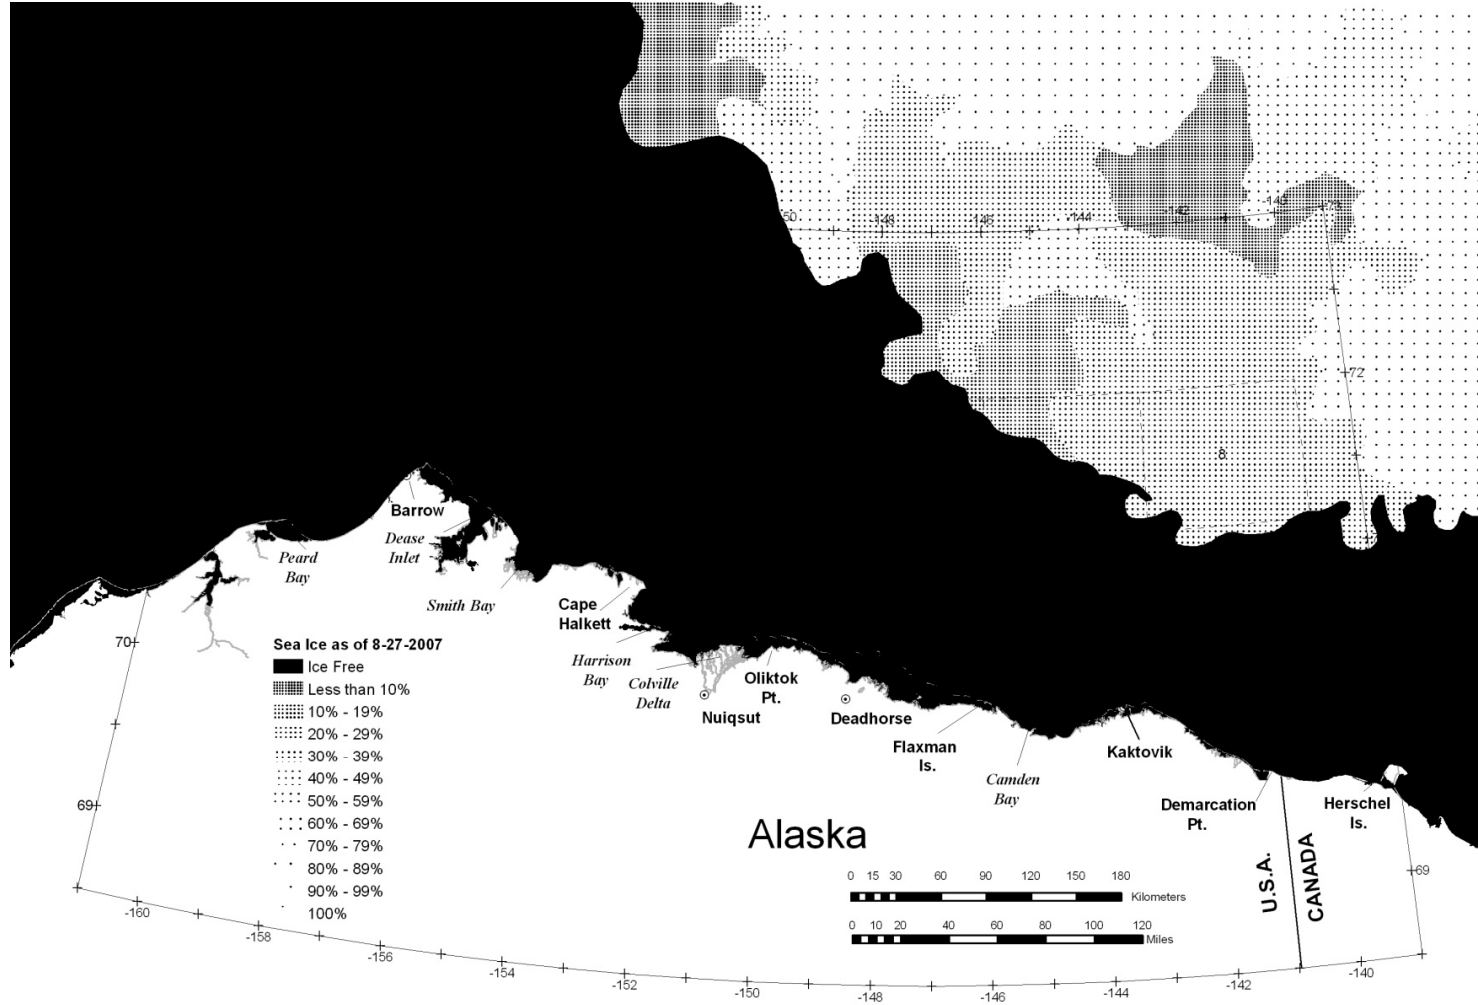 50
-148
146
-144
-142
-140
73
72
8
Barrow
Dease
Inlet
Peard
Bay
Smith Bay
Cape
Halkett
70
Sea Ice as of 8-27-2007
Ice Free
Less than 10%
10% - 19%
20% - 29%
30% - 39%
40% - 49%
50% - 59%
60% - 69%
70% - 79%
80% - 89%
90% - 99%
100%
Harrison
Bay
Colville
Delta
Oliktok
Pt.
Nuiqsut
Deadhorse
Flaxman
Is.
Camden
Bay
Kaktovik
Demarcation
Pt.
Herschel
Is.
69
Alaska
U.S.A.
CANADA
69
0 15 30 60 90 120 150 180
Kilometers
0 10 20 40 60 80 100 120
Miles
-160
-158
-156
-154
-152
-150
-148
-146
-144
-142
-140